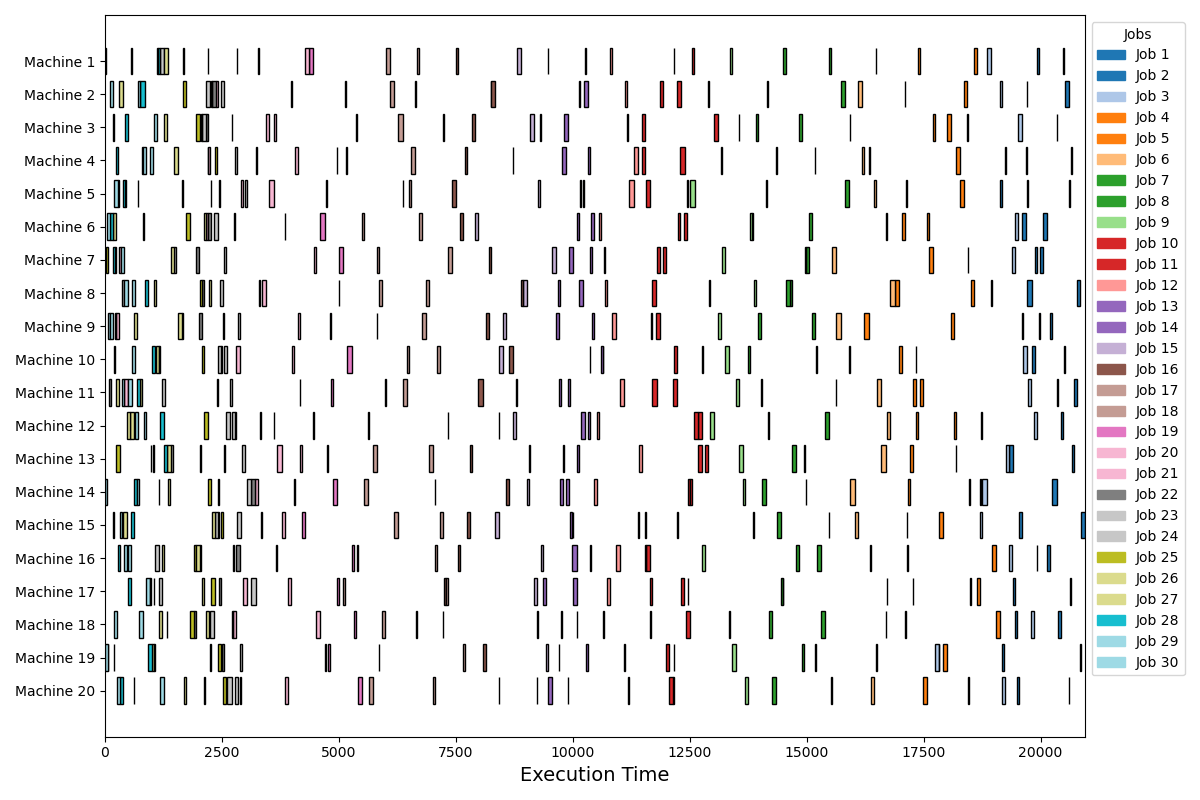 Machine 1
Machine 2
Machine 3
Machine 4
Machine 5
Machine 6
Machine 7
Machine 8
Machine 9
Machine 10
Machine 11
Machine 12
Machine 13
Machine 14
Machine 15
Machine 16
Machine 17
Machine 18
Machine 19
Machine 20
0 2500 5000 7500 10000 12500 15000 17500 20000
Execution Time
Jobs
Job 1
Job 2
Job 3
Job 4
Job 5
Job 6
Job 7
Job 8
Job 9
Job 10
Job 11
Job 12
Job 13
Job 14
Job 15
Job 16
Job 17
Job 18
Job 19
Job 20
Job 21
Job 22
Job 23
Job 24
Job 25
Job 26
Job 27
Job 28
Job 29
Job 30